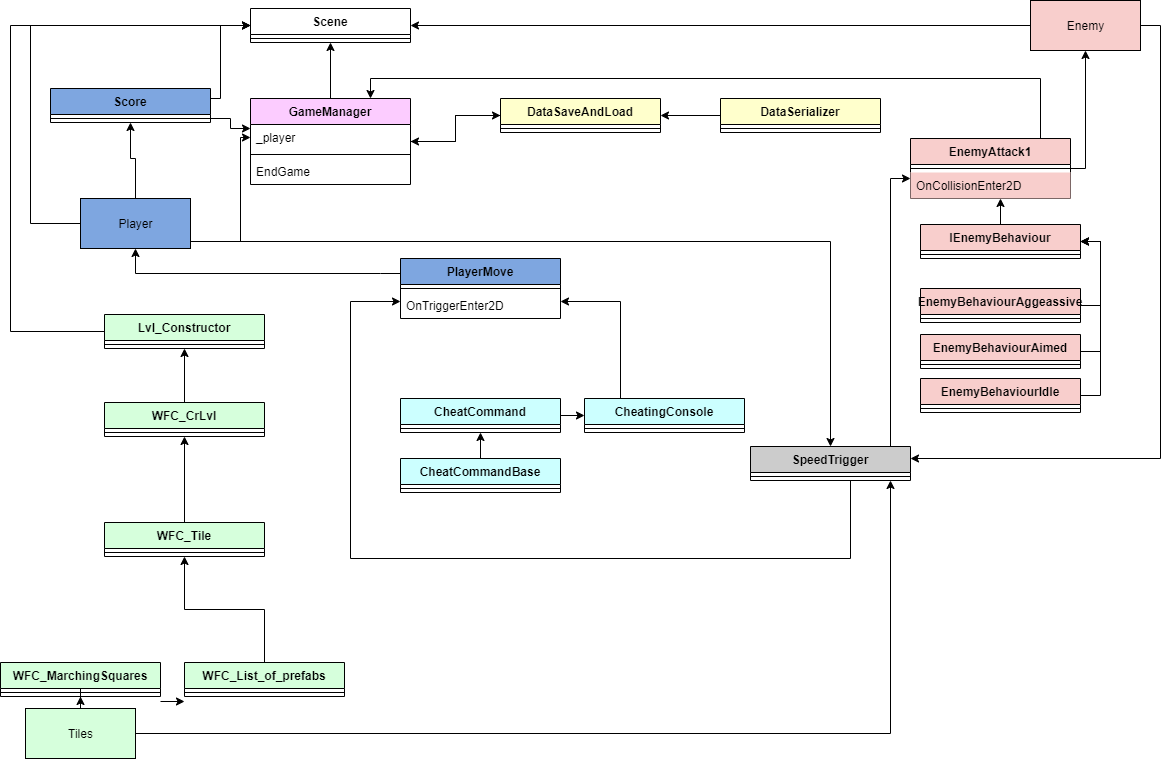 Scene
Enemy
Score
GameManager
_player
EndGame
DataSaveAndLoad
DataSerializer
EnemyAttack1
OnCollisionEnter2D
Player
IEnemyBehaviour
PlayerMove
OnTriggerEnter2D
EnemyBehaviourAggeassive
Lvl_Constructor
EnemyBehaviourAimed
EnemyBehaviourIdle
WFC_CrLvl
CheatCommand
CheatingConsole
SpeedTrigger
CheatCommandBase
WFC_Tile
WFC_MarchingSquares
WFC_List_of_prefabs
Tiles